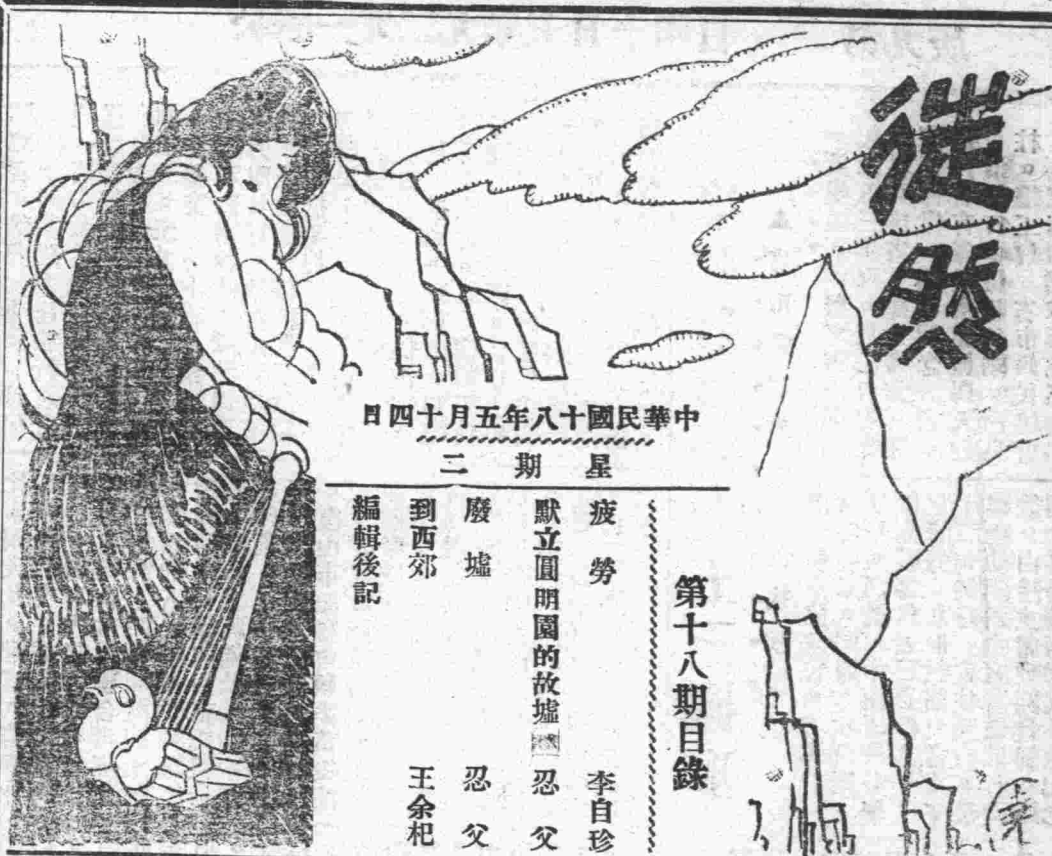 徒然
中華民國十八年五月十四日
星期二
第十八期目錄
疲勞 李自珍
默立圓明園的故墟 忍父
廢墟 忍父
到西郊 王余杞
編輯後記